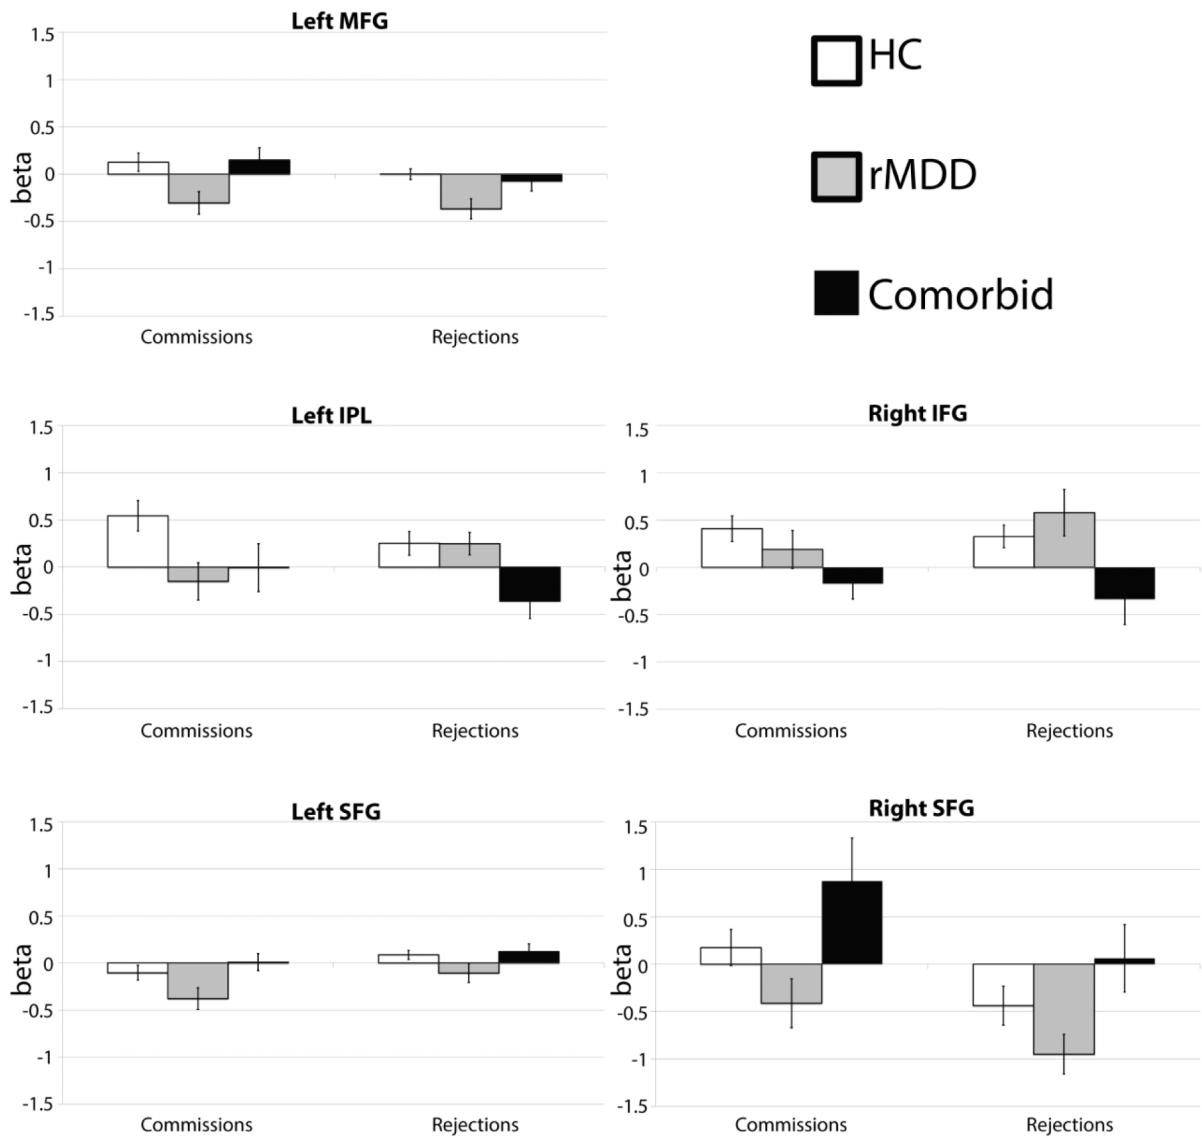 Left MFG
1.5
1
0.5
0
-0.5
-1
-1.5
beta
Commissions
Rejections
HC
rMDD
Comorbid
Left IPL
1.5
1
0.5
0
-0.5
-1
-1.5
beta
Commissions
Rejections
Right IFG
1.5
1
0.5
0
-0.5
-1
-1.5
beta
Commissions
Rejections
Left SFG
1.5
1
0.5
0
-0.5
-1
-1.5
beta
Commissions
Rejections
Right SFG
1.5
1
0.5
0
-0.5
-1
-1.5
beta
Commissions
Rejections